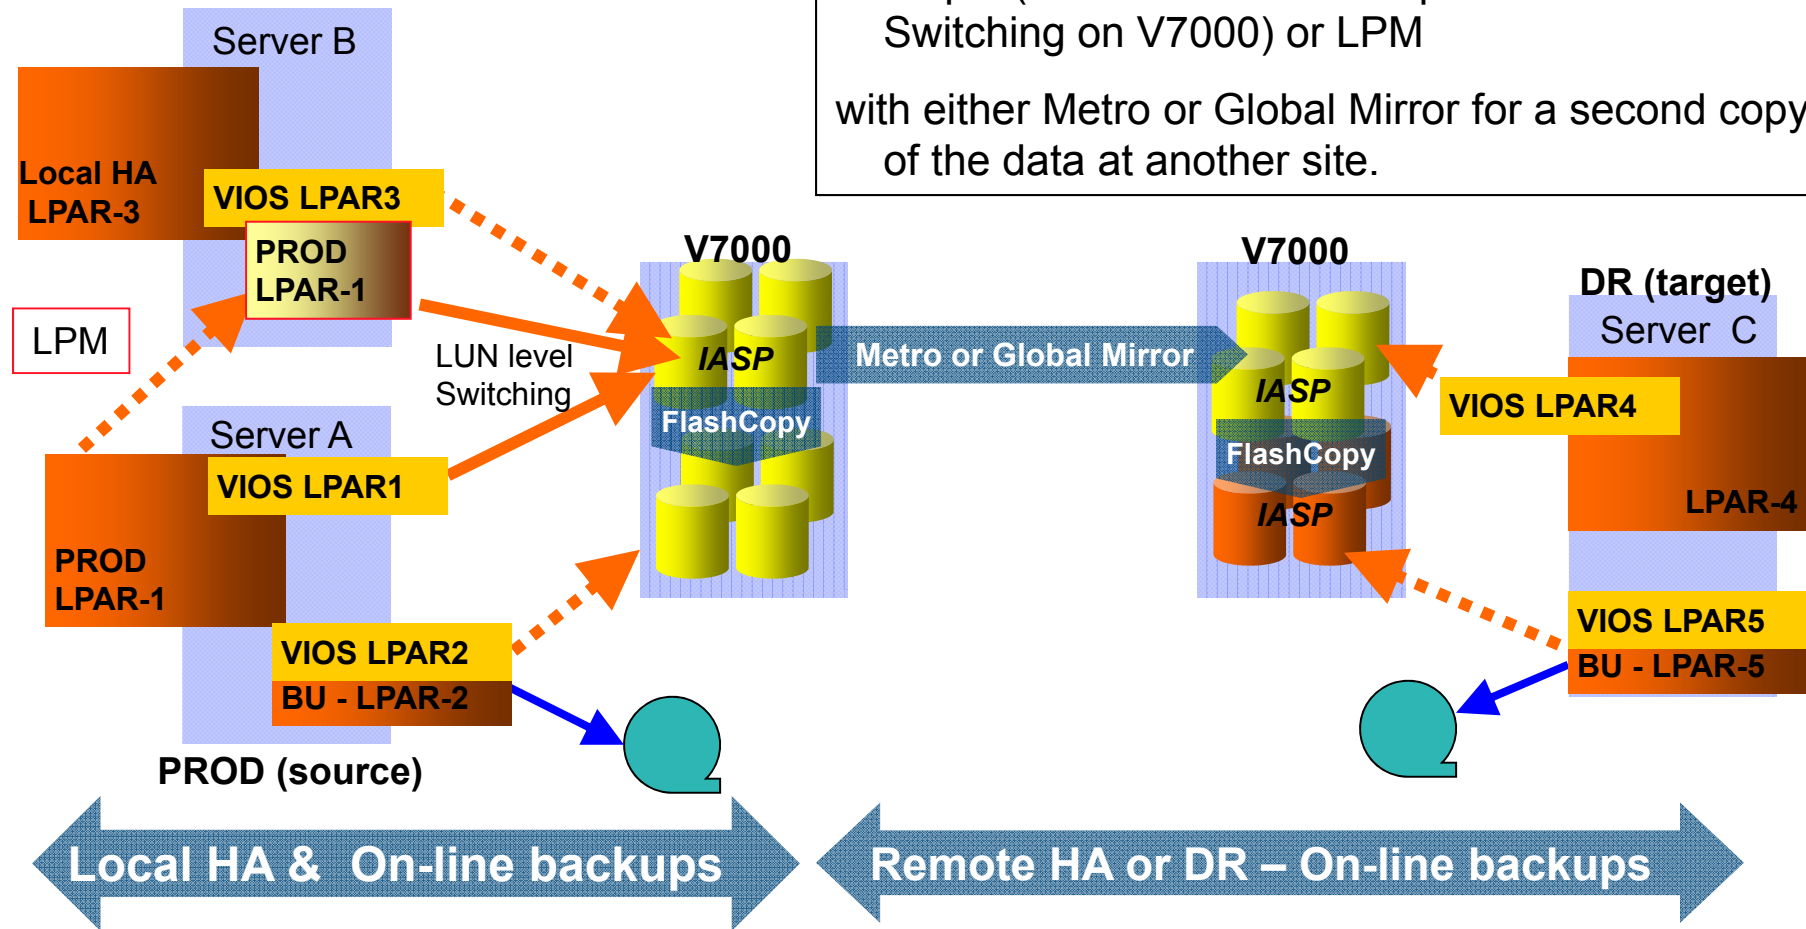 Switching on V7000) or LPM
with either Metro or Global Mirror for a second copy
of the data at another site.
Server B
Local HA
LPAR-3
VIOS LPAR3
PROD
LPAR-1
LPM
LUN level
Switching
Server A
VIOS LPAR1
PROD
LPAR-1
VIOS LPAR2
BU - LPAR-2
PROD (source)
V7000
IASP
FlashCopy
Metro or Global Mirror
V7000
IASP
FlashCopy
IASP
DR (target)
Server C
VIOS LPAR4
LPAR-4
VIOS LPAR5
BU - LPAR-5
Local HA & On-line backups
Remote HA or DR – On-line backups